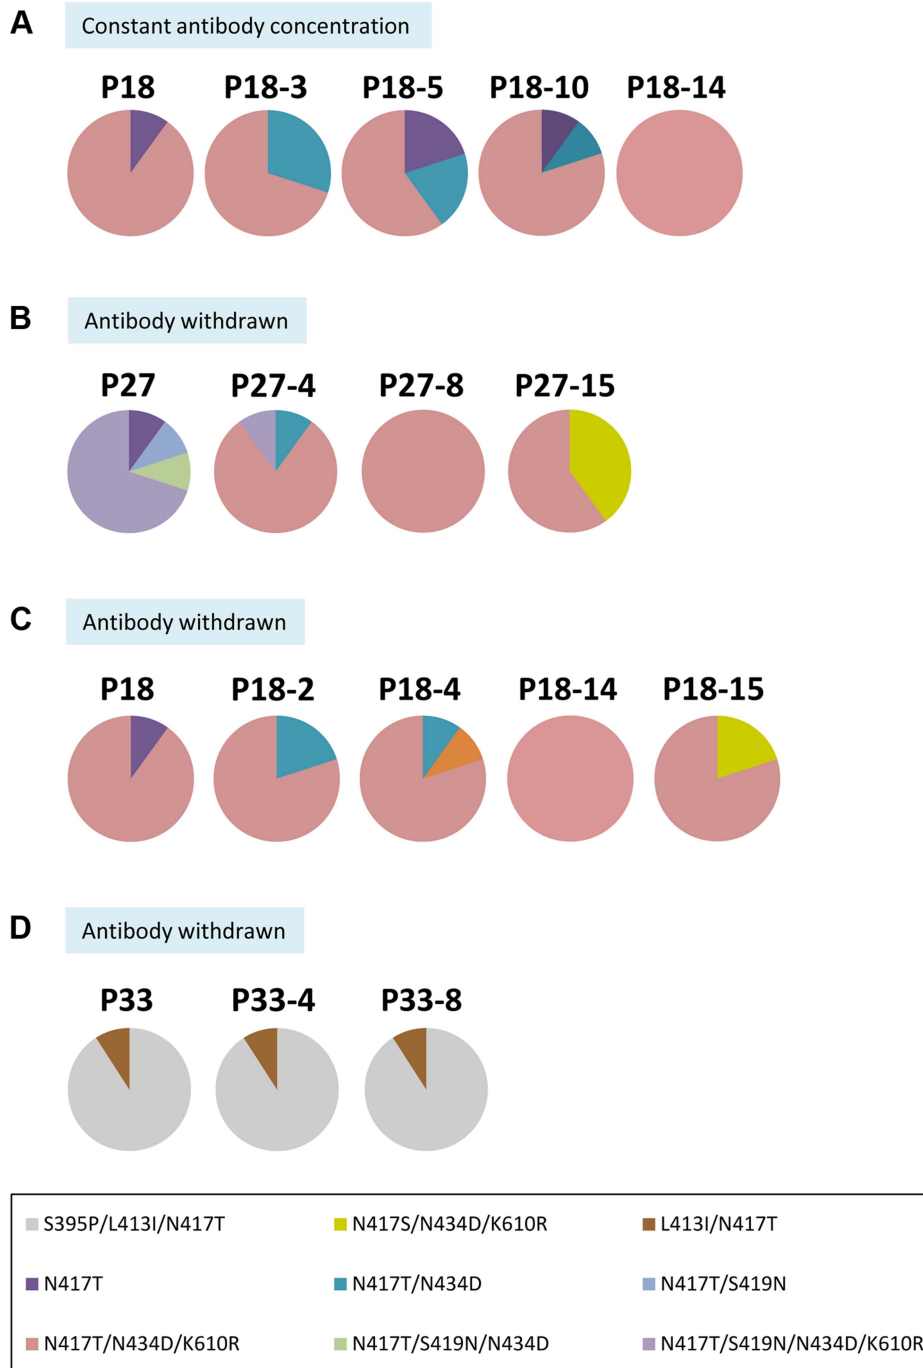 A Constant antibody concentration
P18 P18-3 P18-5 P18-10 P18-14
B Antibody withdrawn
P27 P27-4 P27-8 P27-15
C Antibody withdrawn
P18 P18-2 P18-4 P18-14 P18-15
D Antibody withdrawn
P33 P33-4 P33-8
S395P/L413I/N417T N417S/N434D/K610R L413I/N417T
N417T N417T/N434D N417T/S419N
N417T/N434D/K610R N417T/S419N/N434D N417T/S419N/N434D/K610R